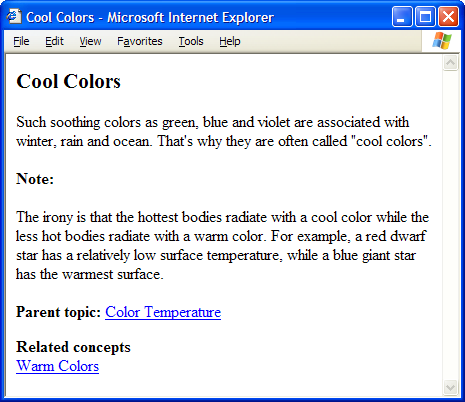 Cool Colors - Microsoft Internet Explorer
File Edit View Favorites Tools Help
Cool Colors
Such soothing colors as green, blue and violet are associated with
winter, rain and ocean. That's why they are often called "cool colors".
Note:
The irony is that the hottest bodies radiate with a cool color while the
less hot bodies radiate with a warm color. For example, a red dwarf
star has a relatively low surface temperature, while a blue giant star
has the warmest surface.
Parent topic: Color Temperature
Related concepts
Warm Colors